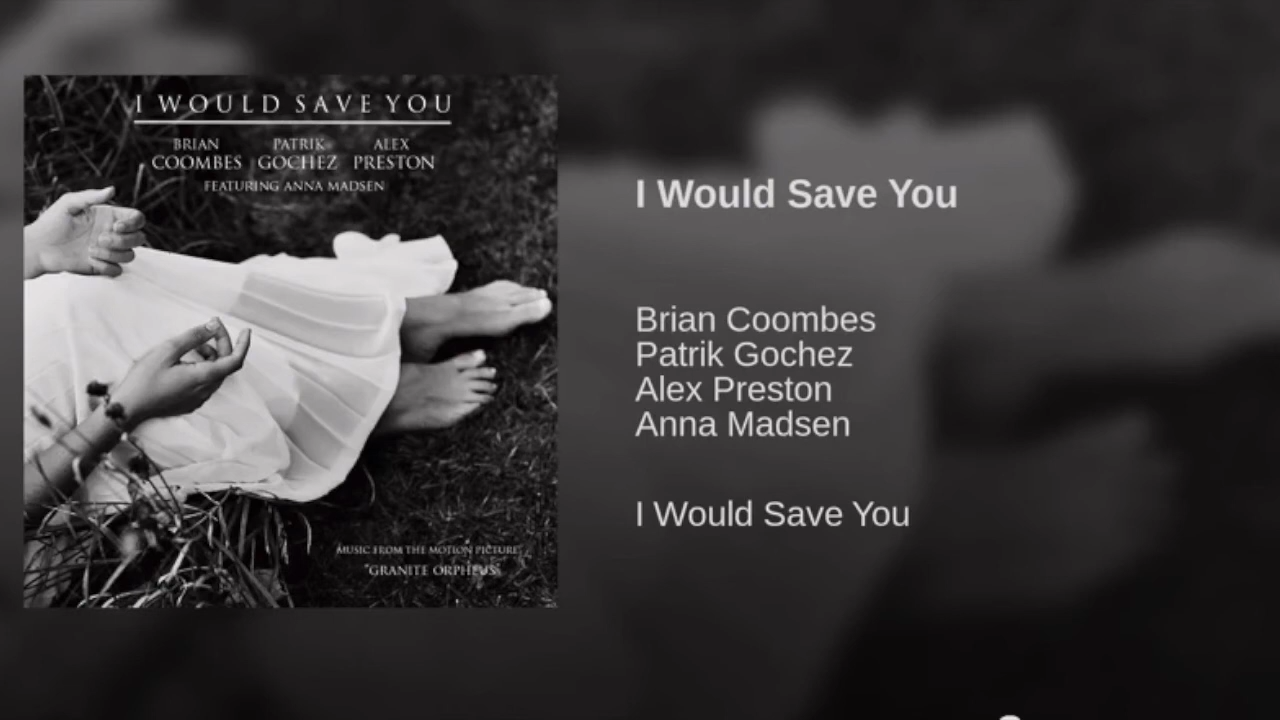 I WOULD SAVE YOU
BRIAN PATRIK ALEX
COOMBES GOCHEZ PRESTON
FEATURING ANNA MADSEN
MUSIC FROM THE MOTION PICTURE
"GRANITE ORPHEUS"
I Would Save You
Brian Coombes
Patrik Gochez
Alex Preston
Anna Madsen
I Would Save You